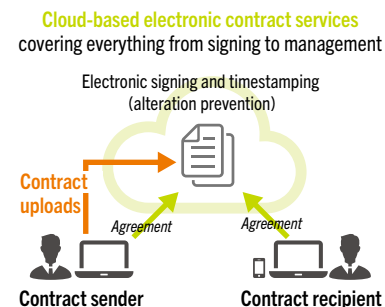 Cloud-based electronic contract services
covering everything from signing to management
Electronic signing and timestamping
(alteration prevention)
Contract
uploads
Agreement
Agreement
Contract sender
Contract recipient